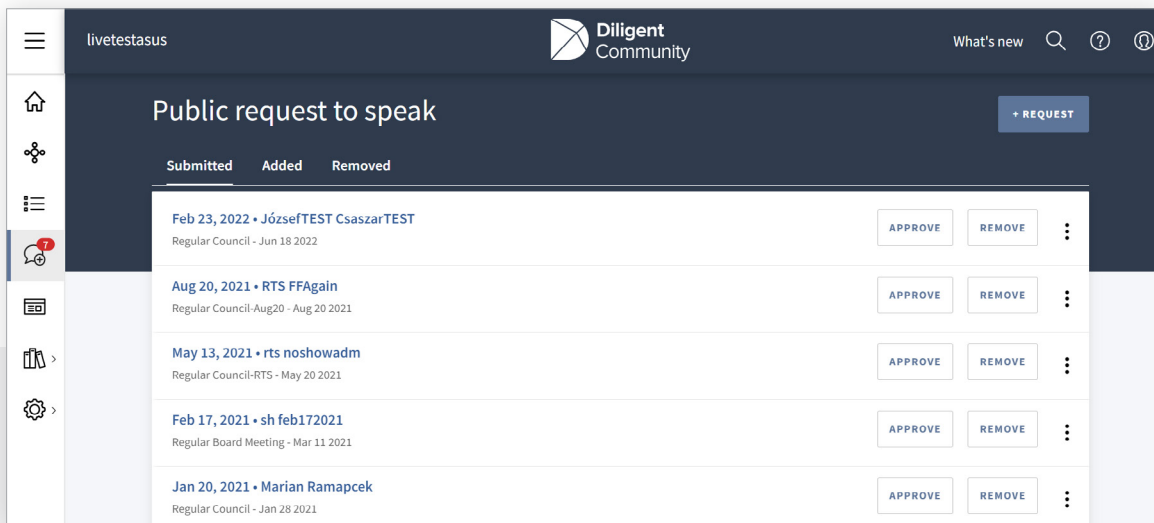 livetestasus
Diligent
Community
What's new
Public request to speak
+ REQUEST
Submitted Added Removed
Feb 23, 2022 • JózsefTEST CsaszarTEST
Regular Council - Jun 18 2022
APPROVE REMOVE
7
Aug 20, 2021 • RTS FFAgain
Regular Council-Aug20 - Aug 20 2021
APPROVE REMOVE
May 13, 2021 • rts noshowadm
Regular Council-RTS - May 20 2021
APPROVE REMOVE
Feb 17, 2021 • sh feb172021
Regular Board Meeting - Mar 11 2021
APPROVE REMOVE
Jan 20, 2021 • Marian Ramapcek
Regular Council - Jan 28 2021
APPROVE REMOVE